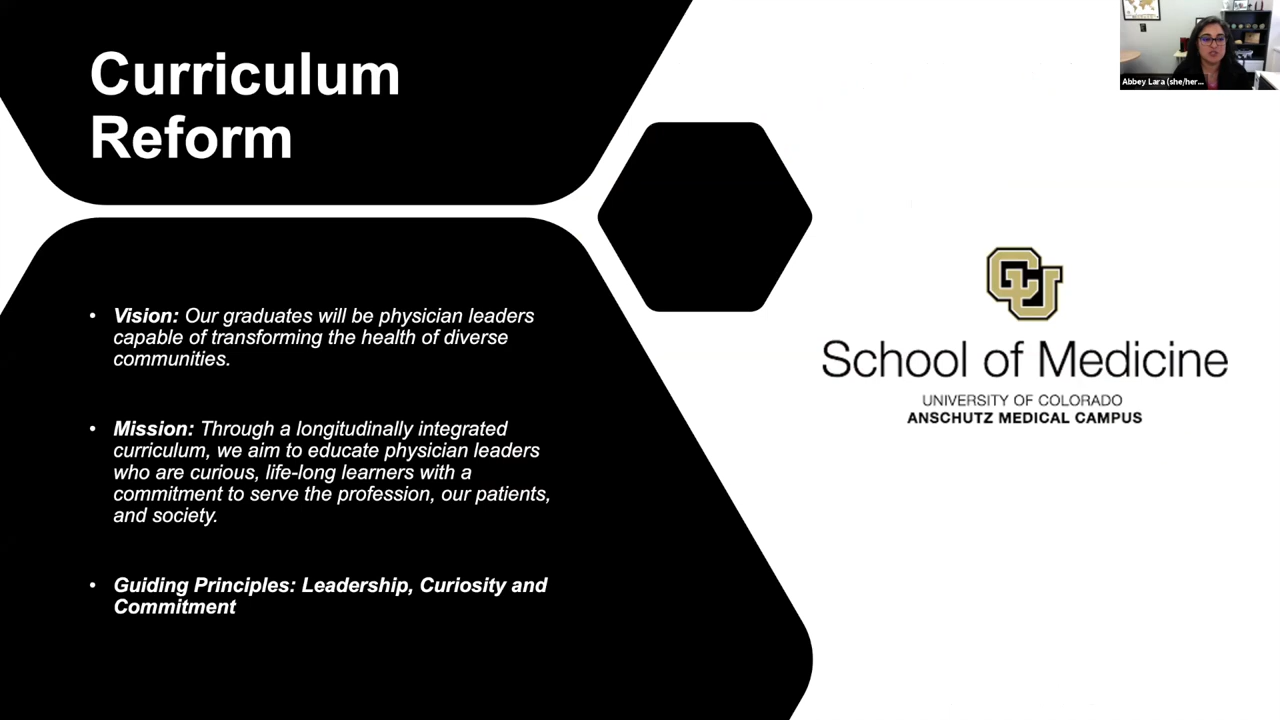 Curriculum
Reform
Abbey Lara (she/her...
• Vision: Our graduates will be physician leaders
capable of transforming the health of diverse
communities.
• Mission: Through a longitudinally integrated
curriculum, we aim to educate physician leaders
who are curious, life-long learners with a
commitment to serve the profession, our patients,
and society.
• Guiding Principles: Leadership, Curiosity and
Commitment
CU
School of Medicine
UNIVERSITY OF COLORADO
ANSCHUTZ MEDICAL CAMPUS